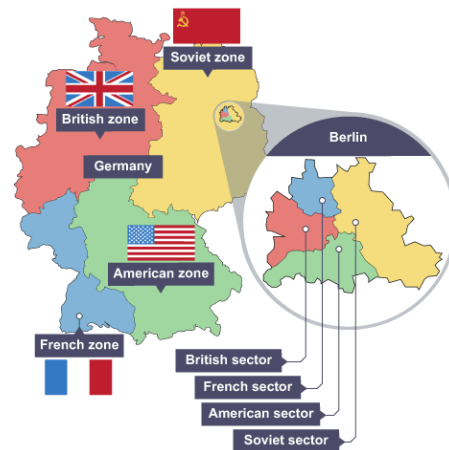 Soviet zone
British zone
Germany
Berlin
American zone
French zone
British sector
French sector
American sector
Soviet sector